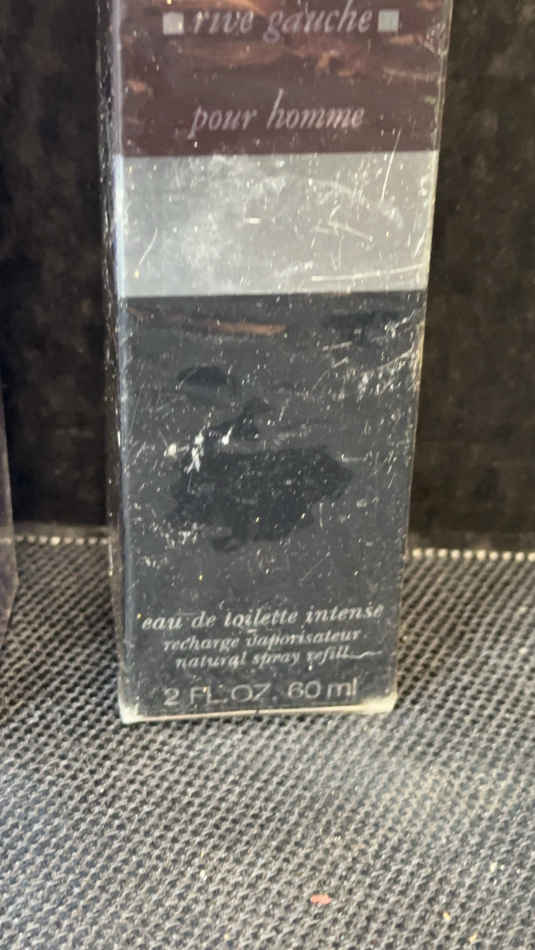 rive gauche
pour homme
eau de toilette intense
recharge vaporisateur
natural spray refill
2 FL.OZ. 60 ml